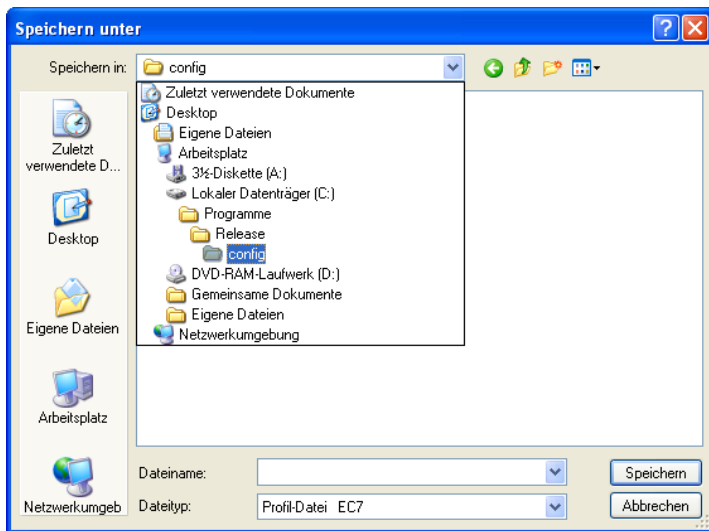 Speichern unter
Speichern in: config
Zuletzt verwendete Dokumente
Desktop
Eigene Dateien
Arbeitsplatz
3½-Diskette (A:)
Lokaler Datenträger (C:)
Programme
Release
config
DVD-RAM-Laufwerk (D:)
Gemeinsame Dokumente
Eigene Dateien
Netzwerkumgebung
Zuletzt
verwendete D...
Desktop
Eigene Dateien
Arbeitsplatz
Netzwerkumgeb
Dateiname:
Speichern
Dateityp: Profil-Datei EC7
Abbrechen